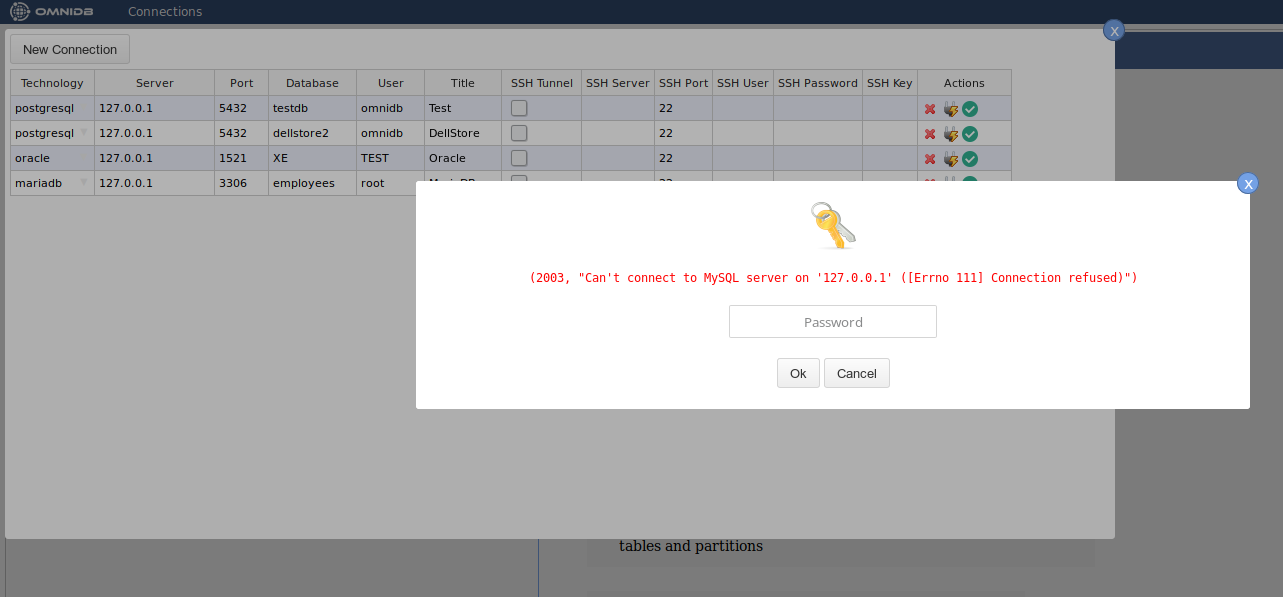 OMNIDB Connections
X
New Connection
Technology Server Port Database User Title SSH Tunnel SSH Server SSH Port SSH User SSH Password SSH Key Actions
postgresql 127.0.0.1 5432 testdb omnidb Test 22
postgresql 127.0.0.1 5432 dellstore2 omnidb DellStore 22
oracle 127.0.0.1 1521 XE TEST Oracle 22
mariadb 127.0.0.1 3306 employees root
X
(2003, "Can't connect to MySQL server on '127.0.0.1' ([Errno 111] Connection refused)")
Password
Ok Cancel
tables and partitions